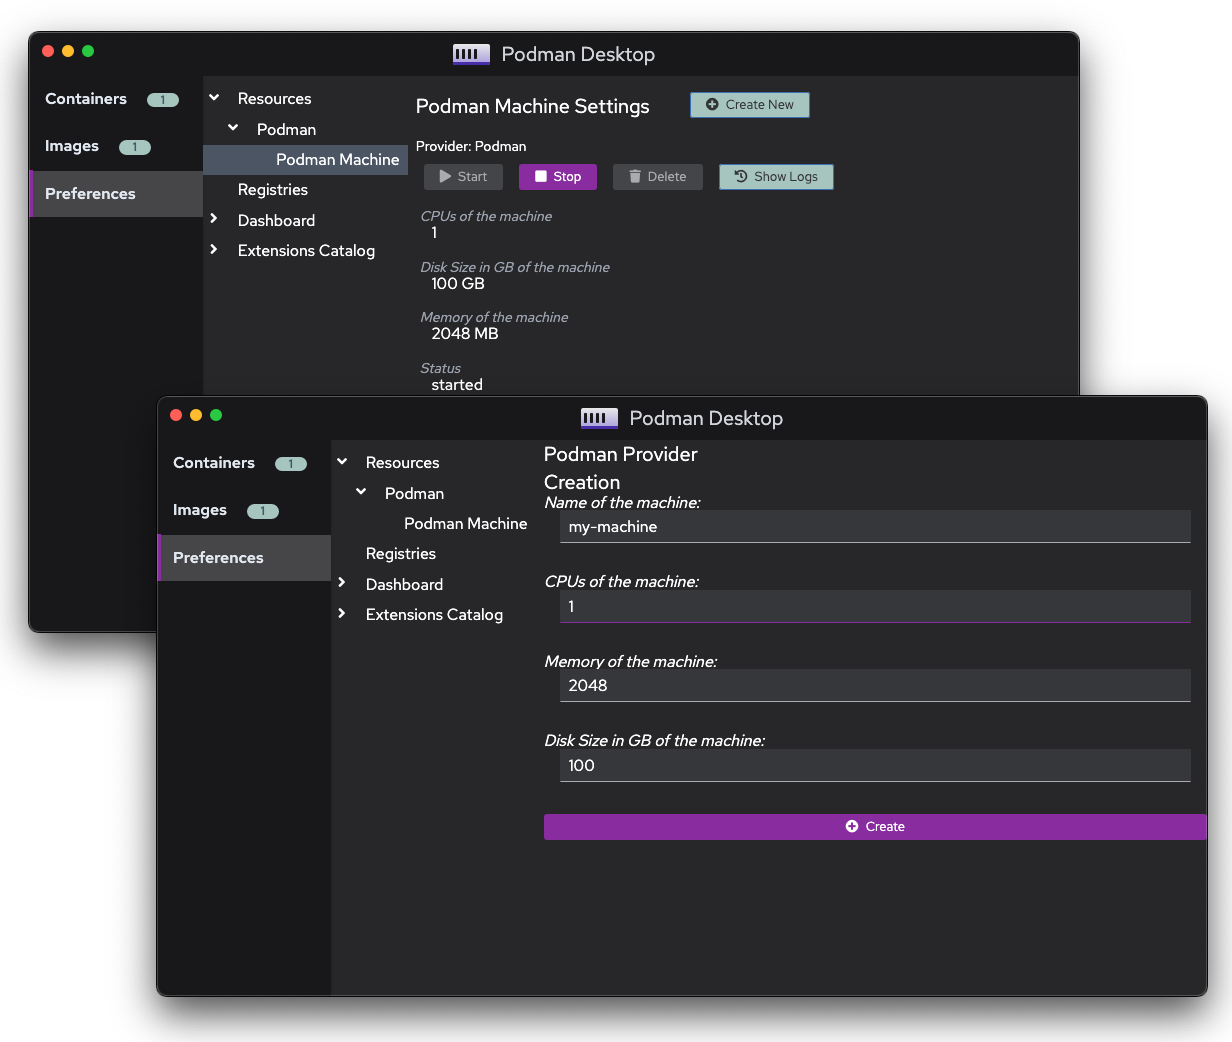 Podman Desktop
Containers 1
Images 1
Preferences
Resources
Podman
Podman Machine
Registries
Dashboard
Extensions Catalog
Podman Machine Settings
Create New
Provider: Podman
Start
Stop
Delete
Show Logs
CPUs of the machine
1
Disk Size in GB of the machine
100 GB
Memory of the machine
2048 MB
Status
started
Podman Desktop
Containers 1
Images 1
Preferences
Resources
Podman
Podman Machine
Registries
Dashboard
Extensions Catalog
Podman Provider
Creation
Name of the machine:
my-machine
CPUs of the machine:
1
Memory of the machine:
2048
Disk Size in GB of the machine:
100
Create